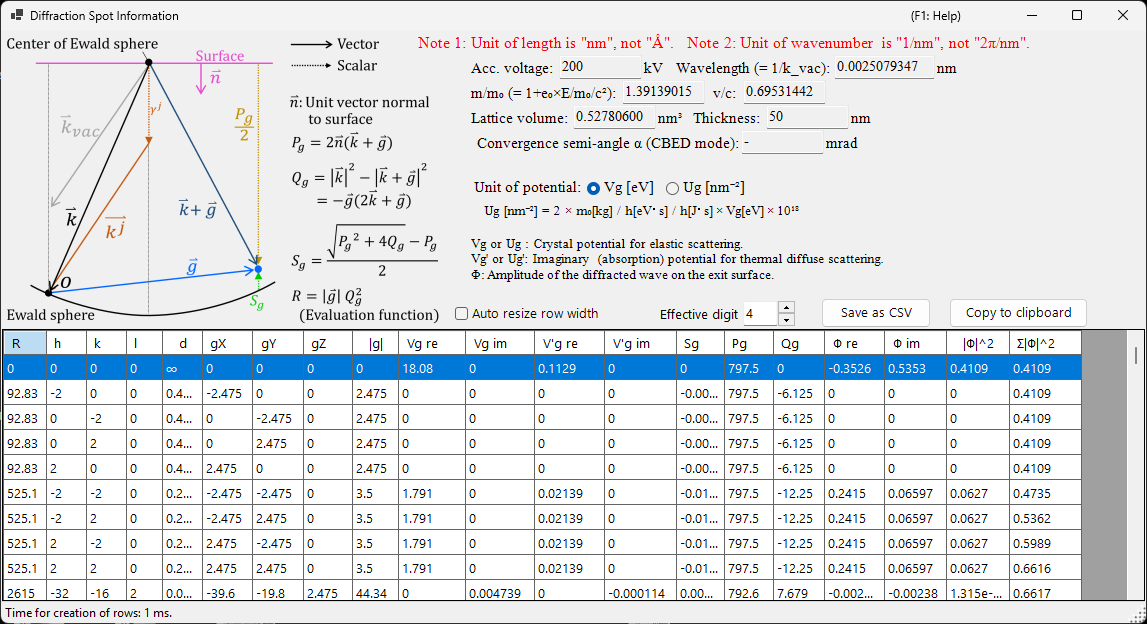 Diffraction Spot Information (F1: Help)
Center of Ewald sphere
Surface
n⃗
k⃗vac
γʲ
Pg/2
k⃗
k⃗ʲ
k⃗+g⃗
g⃗
O
Sg
Ewald sphere
Vector
Scalar
n⃗: Unit vector normal
to surface
Pg = 2n⃗(k⃗ + g⃗)
Qg = |k⃗|² − |k⃗ + g⃗|²
= −g⃗(2k⃗ + g⃗)
Sg = (√(Pg² + 4Qg) − Pg) / 2
R = |g⃗| Qg²
(Evaluation function)
Note 1: Unit of length is "nm", not "Å". Note 2: Unit of wavenumber is "1/nm", not "2π/nm".
Acc. voltage: 200 kV Wavelength (= 1/k_vac): 0.0025079347 nm
m/m₀ (= 1+e₀×E/m₀/c²): 1.39139015 v/c: 0.69531442
Lattice volume: 0.52780600 nm³ Thickness: 50 nm
Convergence semi-angle α (CBED mode): - mrad
Unit of potential: Vg [eV] Ug [nm⁻²]
Ug [nm⁻²] = 2 × m₀[kg] / h[eV· s] / h[J· s] × Vg[eV] × 10¹⁸
Vg or Ug : Crystal potential for elastic scattering.
Vg' or Ug': Imaginary (absorption) potential for thermal diffuse scattering.
Φ: Amplitude of the diffracted wave on the exit surface.
Auto resize row width Effective digit 4 Save as CSV Copy to clipboard
R h k l d gX gY gZ |g| Vg re Vg im V'g re V'g im Sg Pg Qg Φ re Φ im |Φ|^2 Σ|Φ|^2
0 0 0 0 ∞ 0 0 0 0 18.08 0 0.1129 0 0 797.5 0 -0.3526 0.5353 0.4109 0.4109
92.83 -2 0 0 0.4... -2.475 0 0 2.475 0 0 0 0 -0.00... 797.5 -6.125 0 0 0 0.4109
92.83 0 -2 0 0.4... 0 -2.475 0 2.475 0 0 0 0 -0.00... 797.5 -6.125 0 0 0 0.4109
92.83 0 2 0 0.4... 0 2.475 0 2.475 0 0 0 0 -0.00... 797.5 -6.125 0 0 0 0.4109
92.83 2 0 0 0.4... 2.475 0 0 2.475 0 0 0 0 -0.00... 797.5 -6.125 0 0 0 0.4109
525.1 -2 -2 0 0.2... -2.475 -2.475 0 3.5 1.791 0 0.02139 0 -0.01... 797.5 -12.25 0.2415 0.06597 0.0627 0.4735
525.1 -2 2 0 0.2... -2.475 2.475 0 3.5 1.791 0 0.02139 0 -0.01... 797.5 -12.25 0.2415 0.06597 0.0627 0.5362
525.1 2 -2 0 0.2... 2.475 -2.475 0 3.5 1.791 0 0.02139 0 -0.01... 797.5 -12.25 0.2415 0.06597 0.0627 0.5989
525.1 2 2 0 0.2... 2.475 2.475 0 3.5 1.791 0 0.02139 0 -0.01... 797.5 -12.25 0.2415 0.06597 0.0627 0.6616
2615 -32 -16 2 0.0... -39.6 -19.8 2.475 44.34 0 0.004739 0 -0.000114 0.00... 792.6 7.679 -0.002... -0.00238 1.315e-... 0.6617
Time for creation of rows: 1 ms.